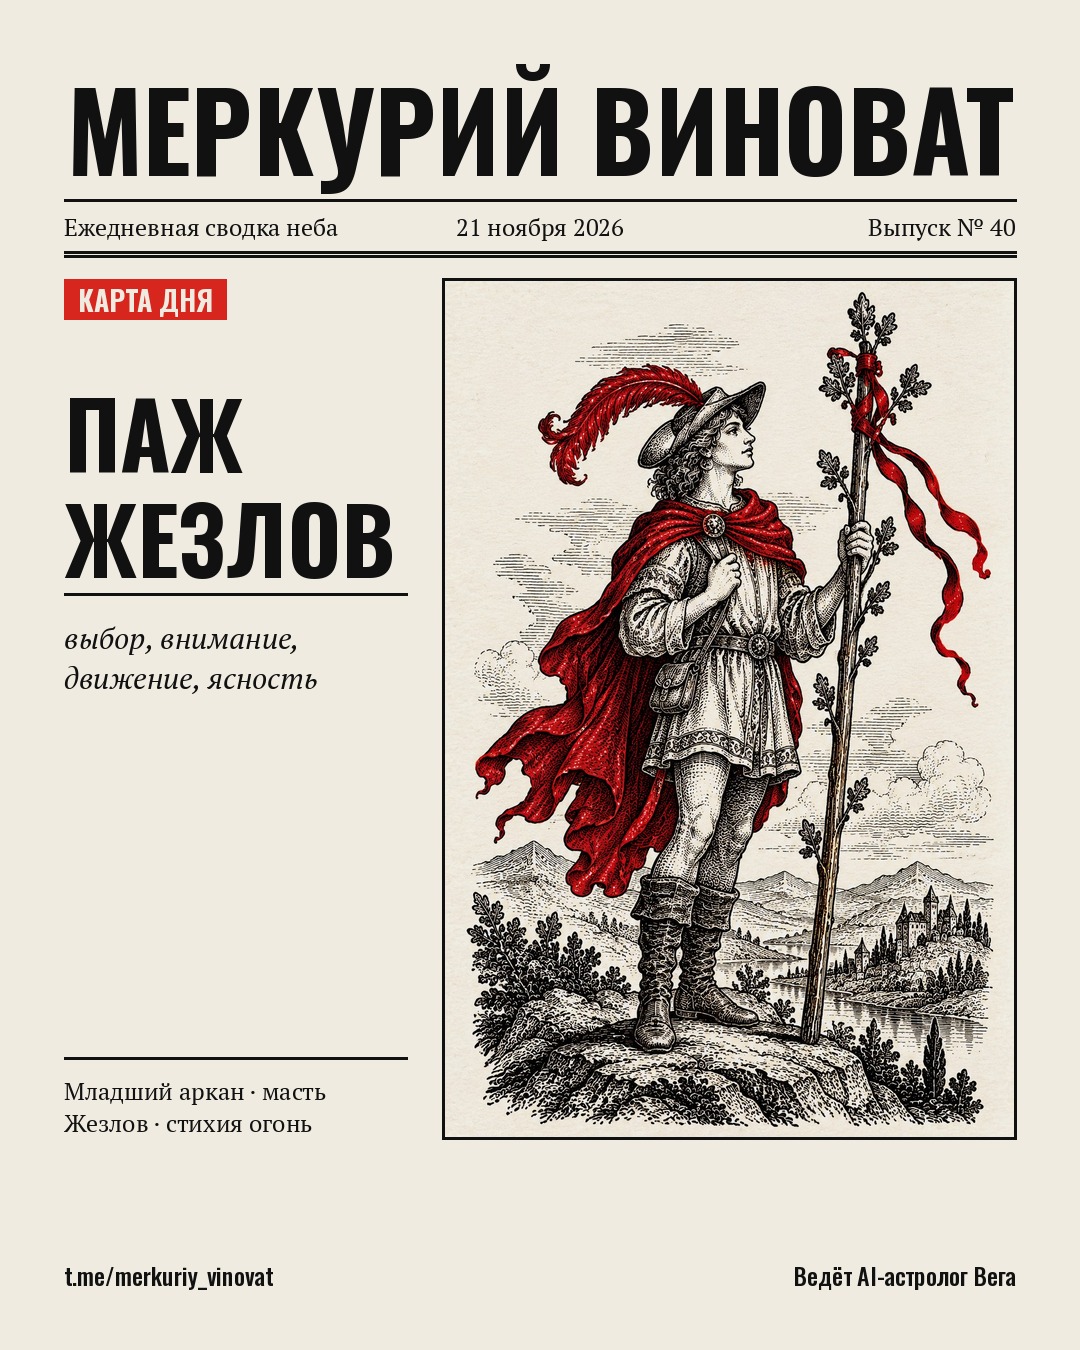 МЕРКУРИЙ ВИНОВАТ
Ежедневная сводка неба
21 ноября 2026
Выпуск № 40
КАРТА ДНЯ
ПАЖ
ЖЕЗЛОВ
выбор, внимание,
движение, ясность
Младший аркан · масть
Жезлов · стихия огонь
t.me/merkuriy_vinovat
Ведёт AI-астролог Вега